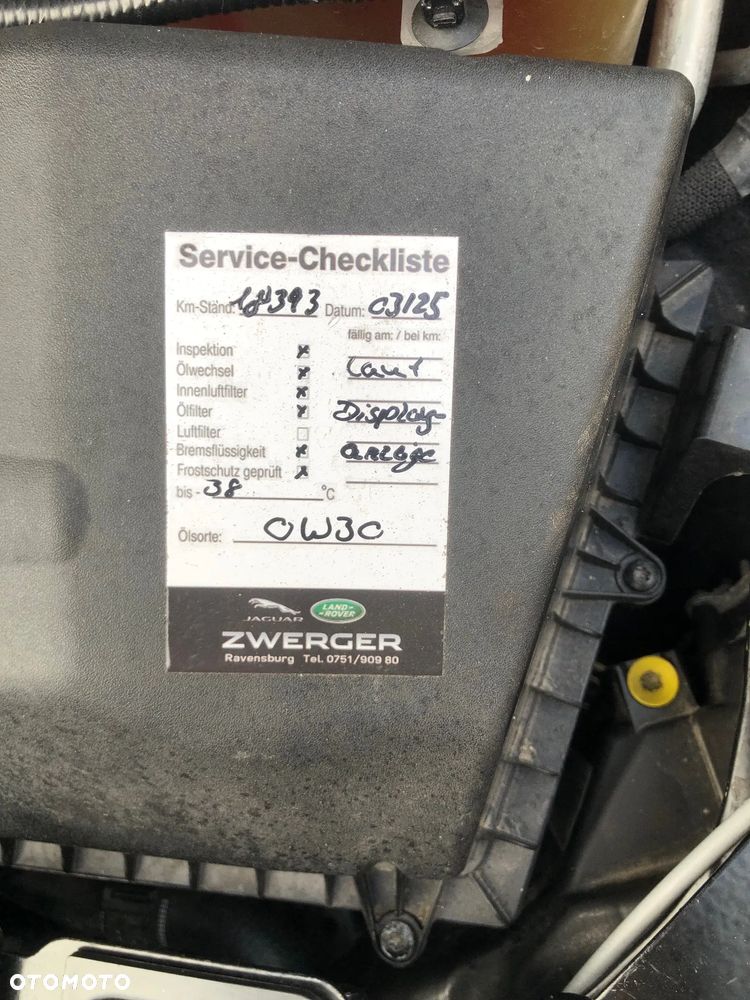 Service-Checkliste
Km-Stand: 18393 Datum: 03/25
fällig am: / bei km:
Inspektion x
Ölwechsel x Laut
Innenluftfilter x
Ölfilter x Display
Luftfilter
Bremsflüssigkeit x anzeige
Frostschutz geprüft x
bis -38 °C
Ölsorte: 0W30
JAGUAR LAND-ROVER
ZWERGER
Ravensburg Tel. 0751/909 80
OTOMOTO